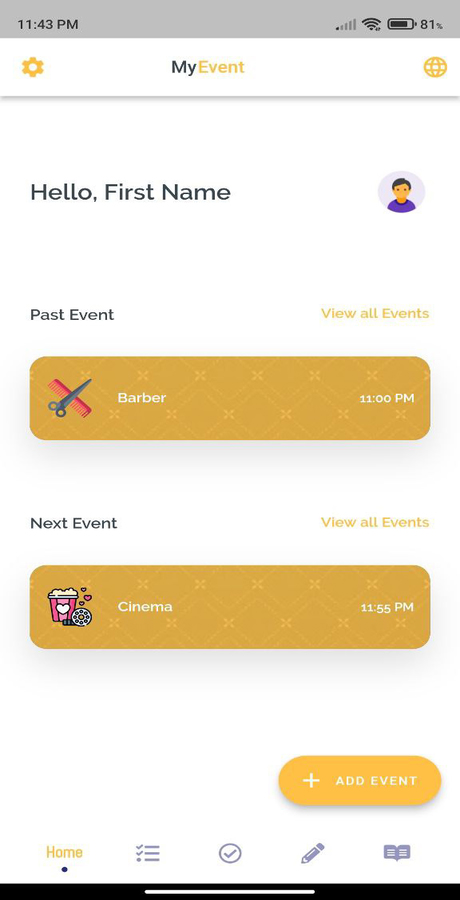 11:43 PM 81%
MyEvent
Hello, First Name
Past Event View all Events
Barber 11:00 PM
Next Event View all Events
Cinema 11:55 PM
ADD EVENT
Home